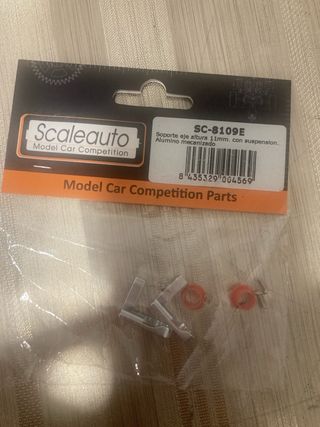 Scaleauto
Model Car Competition
SC-8109E
Soporte eje altura 11mm. con suspension.
Alumino mecanizado
8 435329 004569
Model Car Competition Parts